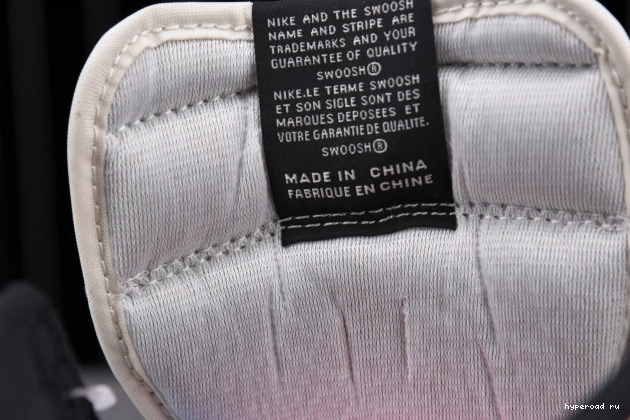 NIKE AND THE SWOOSH
NAME AND STRIPE ARE
TRADEMARKS AND YOUR
GUARANTEE OF QUALITY
SWOOSH®
NIKE.LE TERME SWOOSH
ET SON SIGLE SONT DES
MARQUES DEPOSEES ET
VOTRE GARANTIE DE QUALITE.
SWOOSH®
MADE IN CHINA
FABRIQUE EN CHINE
hyperoad ru